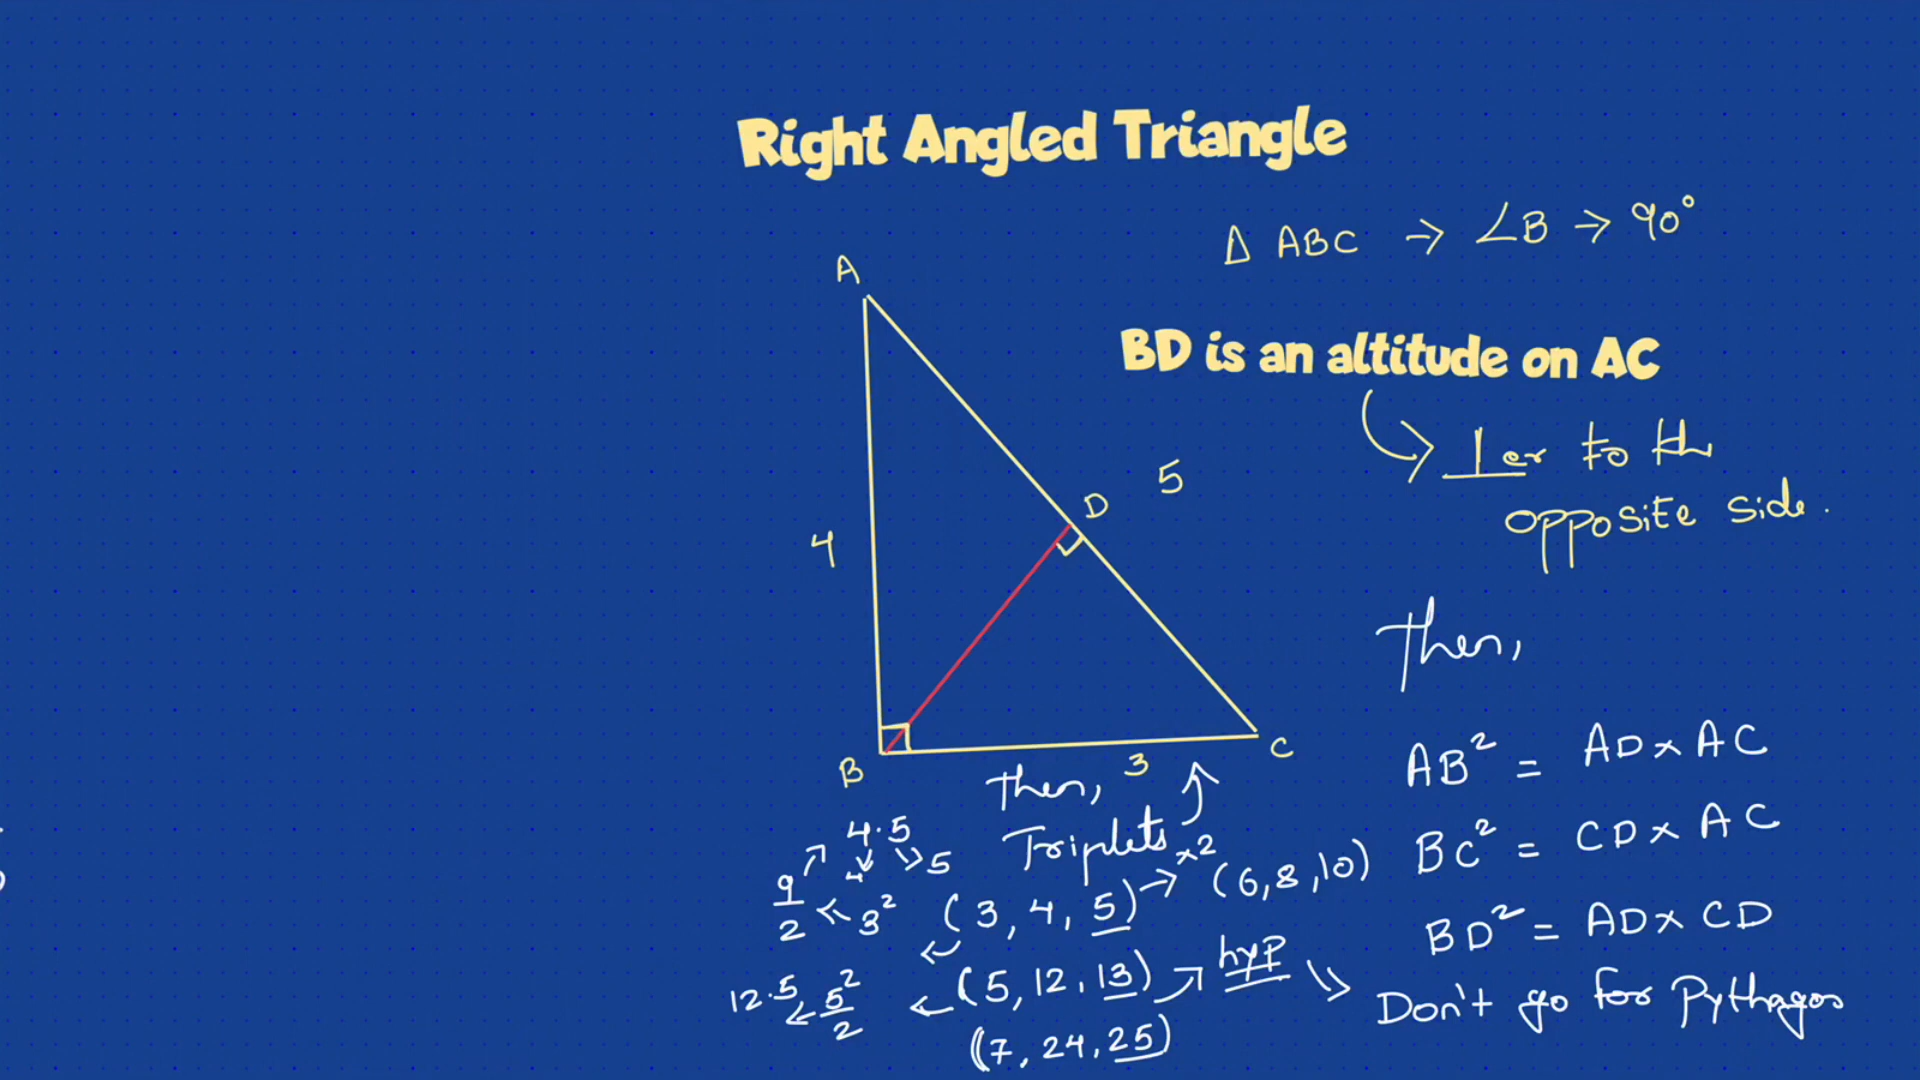 Right Angled Triangle
Δ ABC → ∠B → 90°
A
BD is an altitude on AC
⊥er to th
opposite side.
5
D
4
Then,
B
C
3
AB² = AD × AC
BC² = CD × AC
BD² = AD × CD
Don't go for Pythagoras
Then,
Triplets
(3, 4, 5) → ×2 (6, 8, 10)
(5, 12, 13) → hyp
(7, 24, 25)
4.5
4 5
9/2 ← 3²
12.5 ← 5²/2